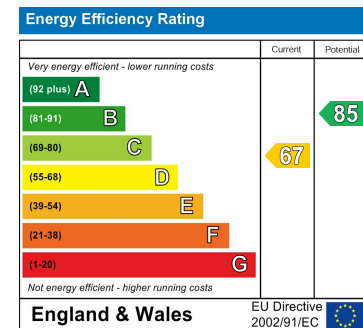 Energy Efficiency Rating
Current Potential
Very energy efficient - lower running costs
(92 plus) A
(81-91) B
85
(69-80) C
67
(55-68) D
(39-54) E
(21-38) F
(1-20) G
Not energy efficient - higher running costs
England & Wales
EU Directive
2002/91/EC